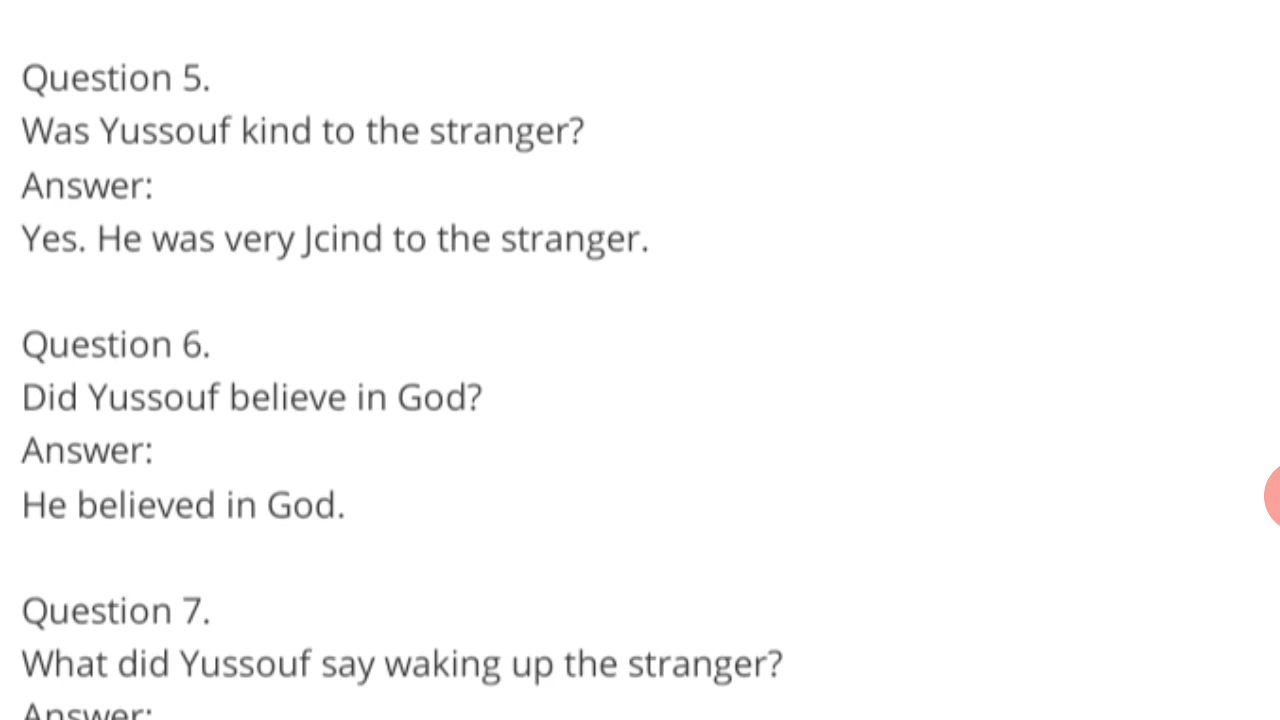 Question 5.
Was Yussouf kind to the stranger?
Answer:
Yes. He was very Jcind to the stranger.
Question 6.
Did Yussouf believe in God?
Answer:
He believed in God.
Question 7.
What did Yussouf say waking up the stranger?
Answer: